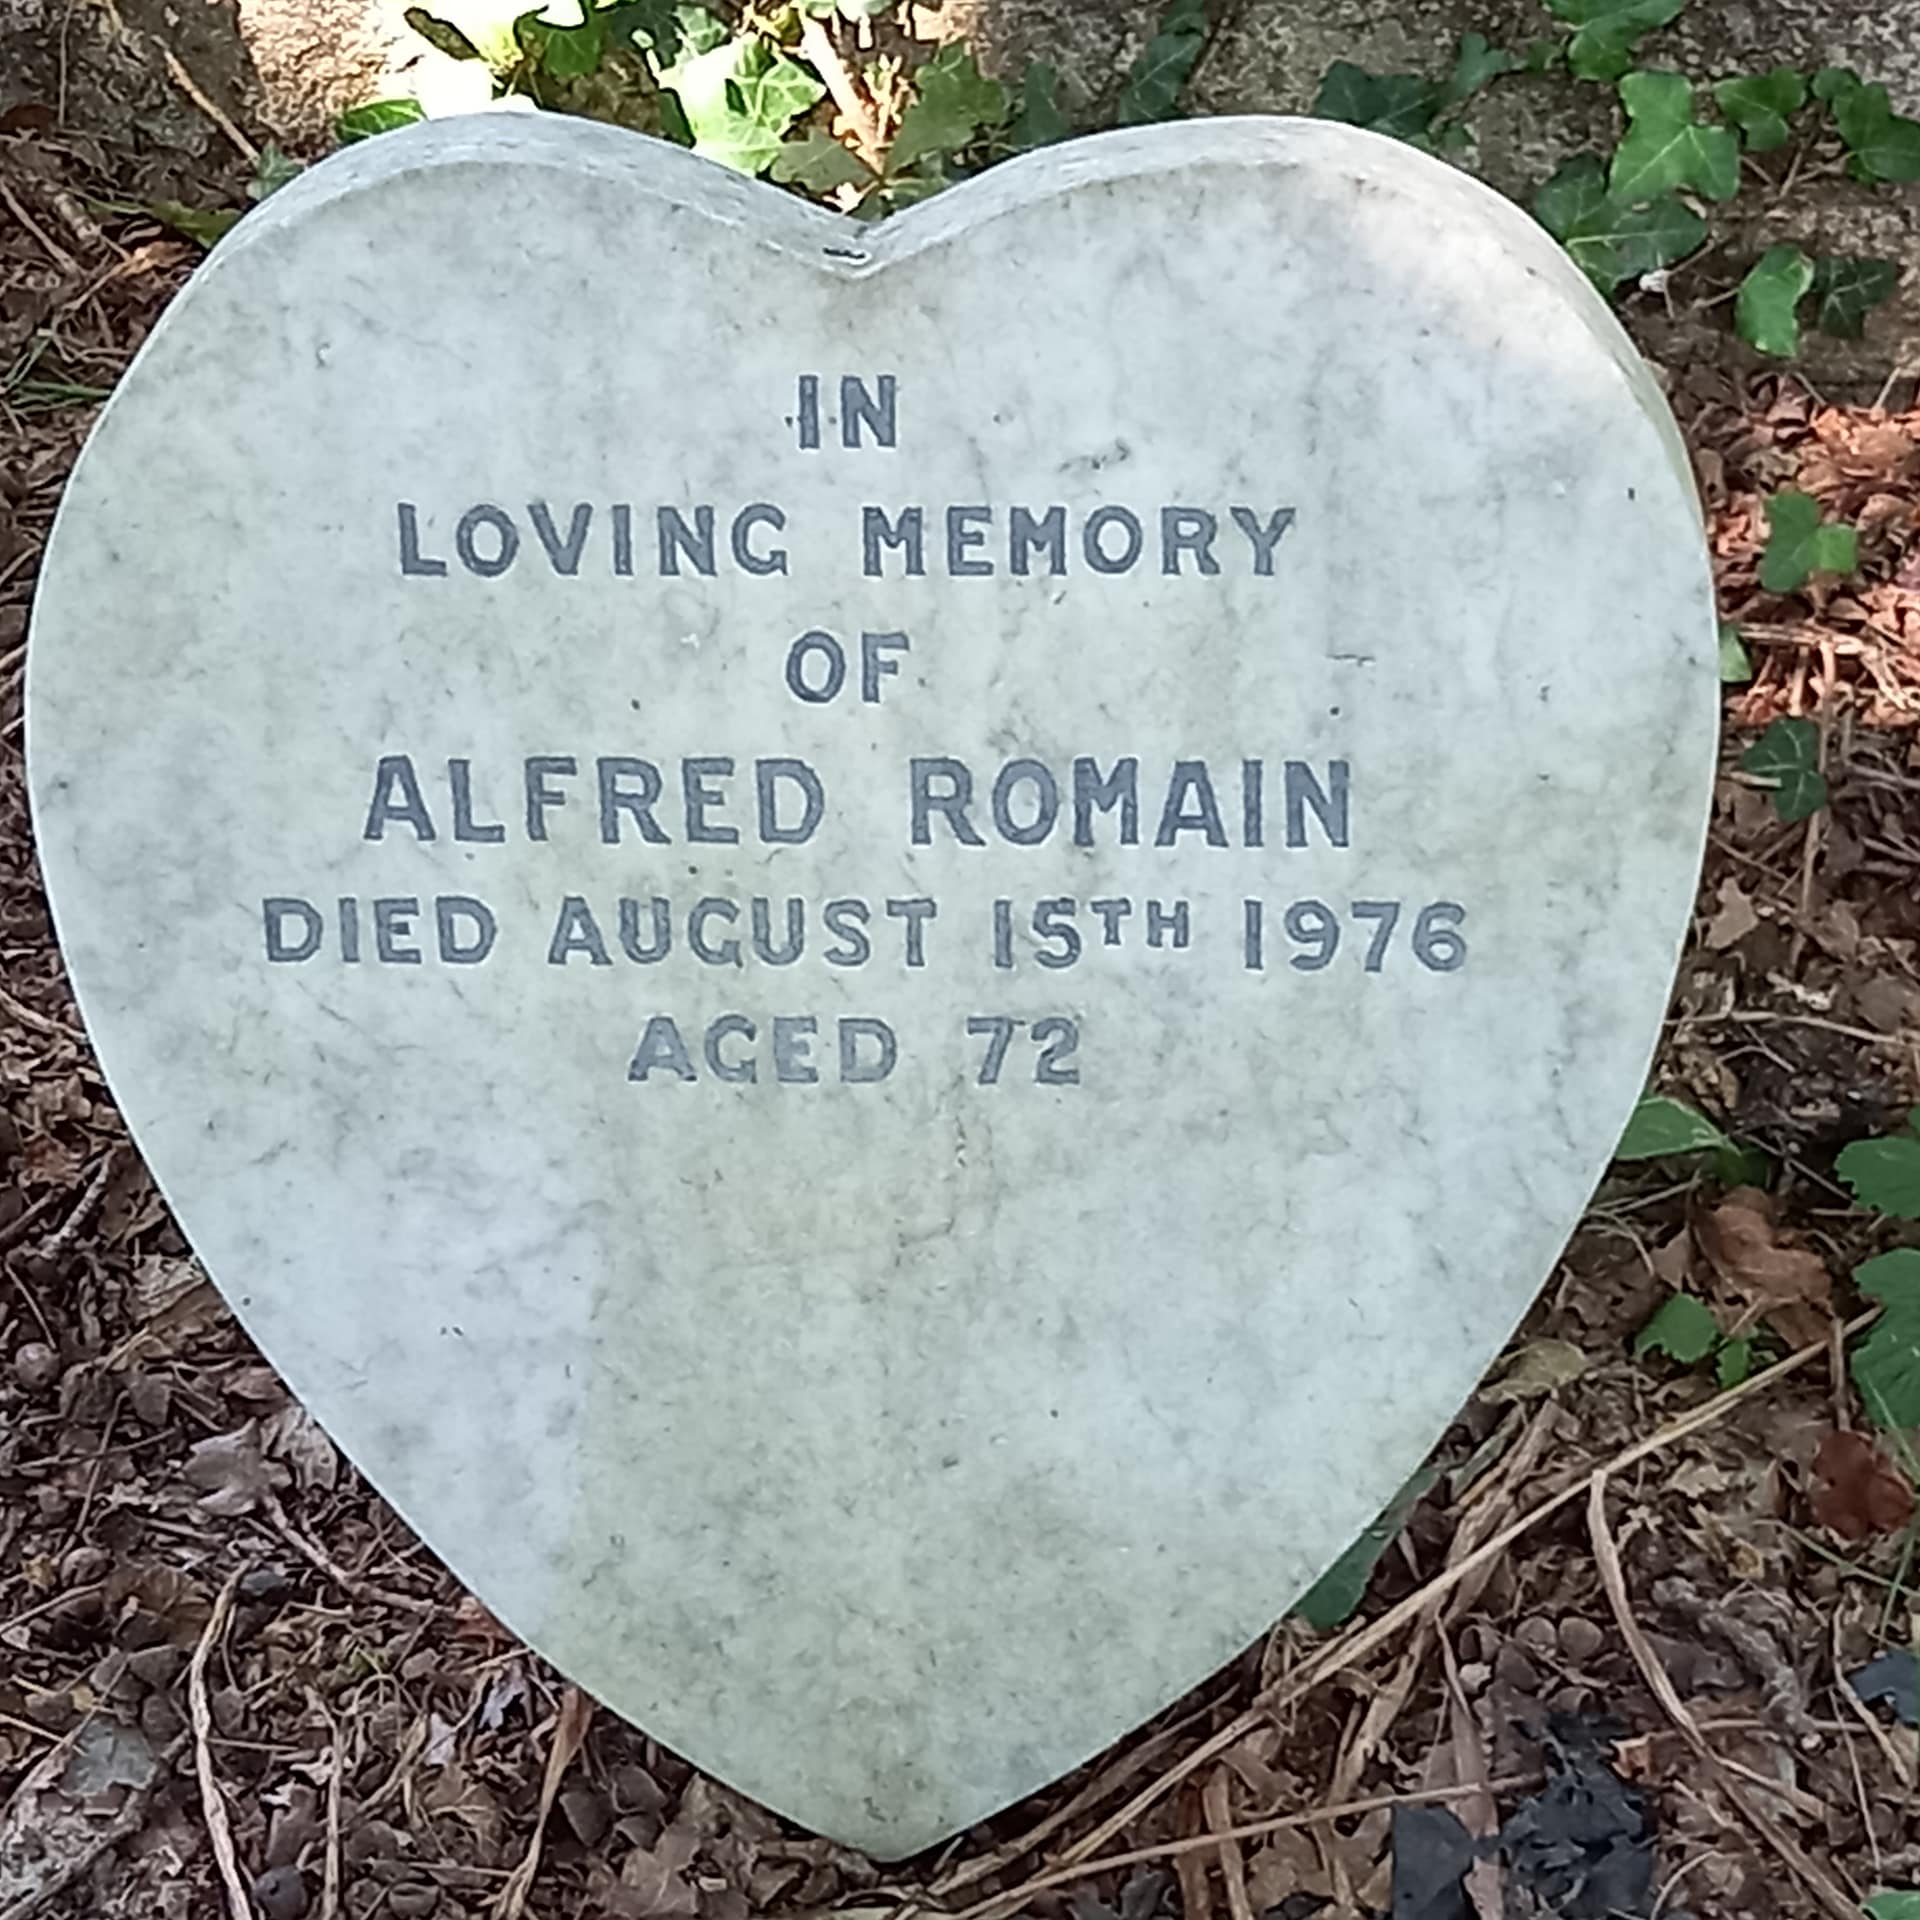 IN
LOVING MEMORY
OF
ALFRED ROMAIN
DIED AUGUST 15TH 1976
AGED 72